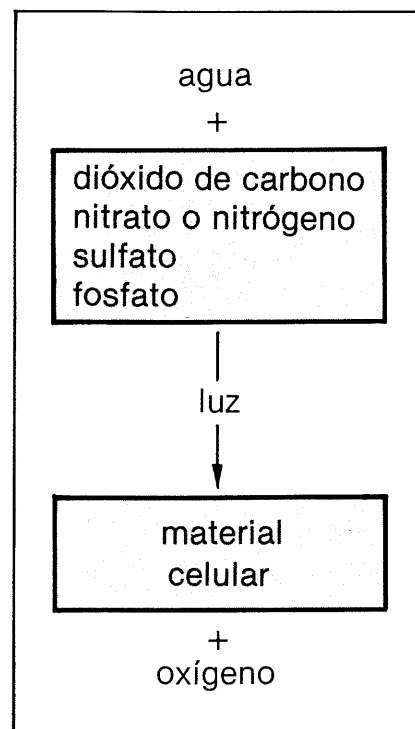 agua
+
dióxido de carbono
nitrato o nitrógeno
sulfato
fosfato
luz
material
celular
+
oxígeno